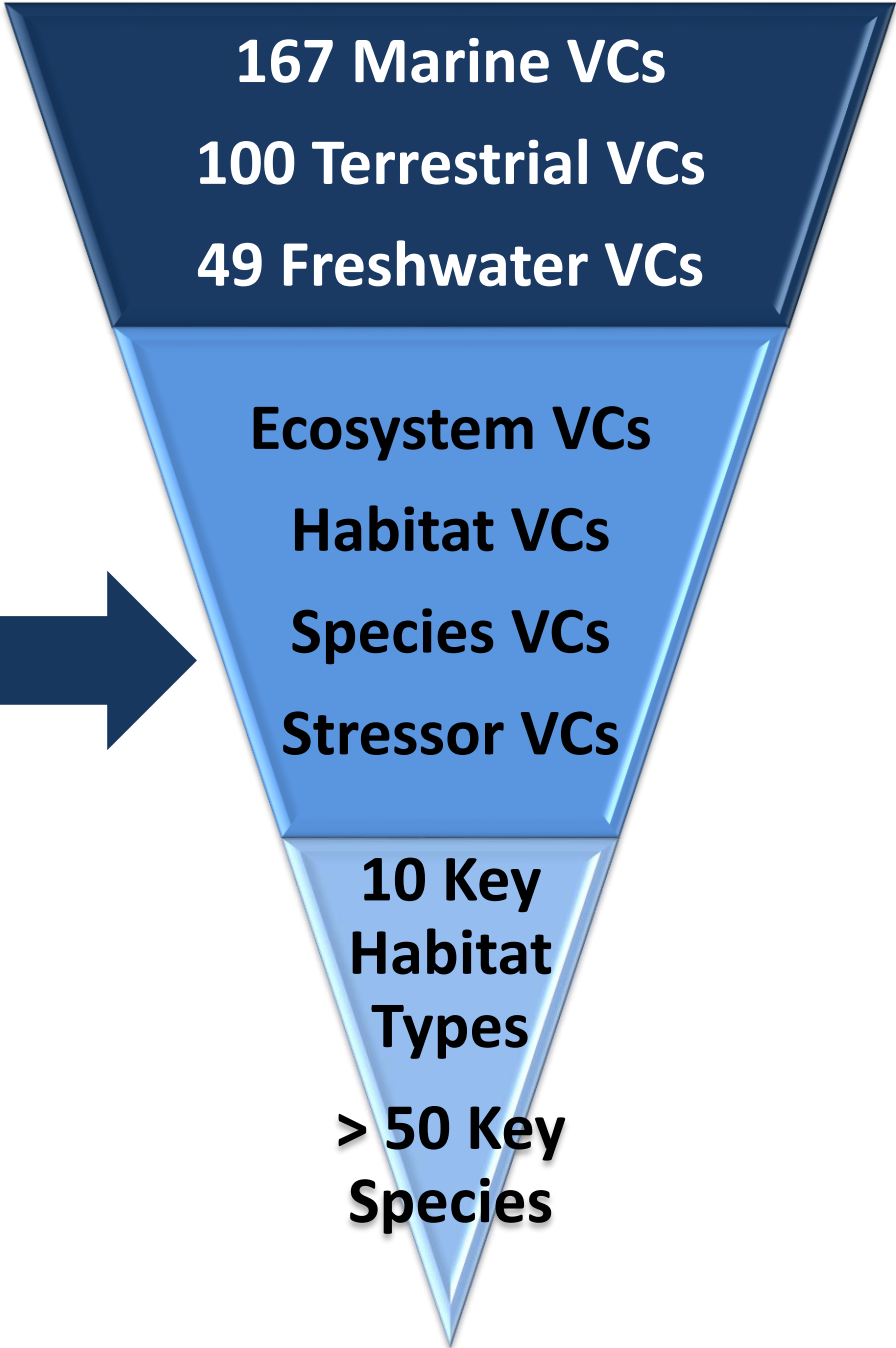 167 Marine VCs
100 Terrestrial VCs
49 Freshwater VCs
Ecosystem VCs
Habitat VCs
Species VCs
Stressor VCs
10 Key
Habitat
Types
> 50 Key
Species